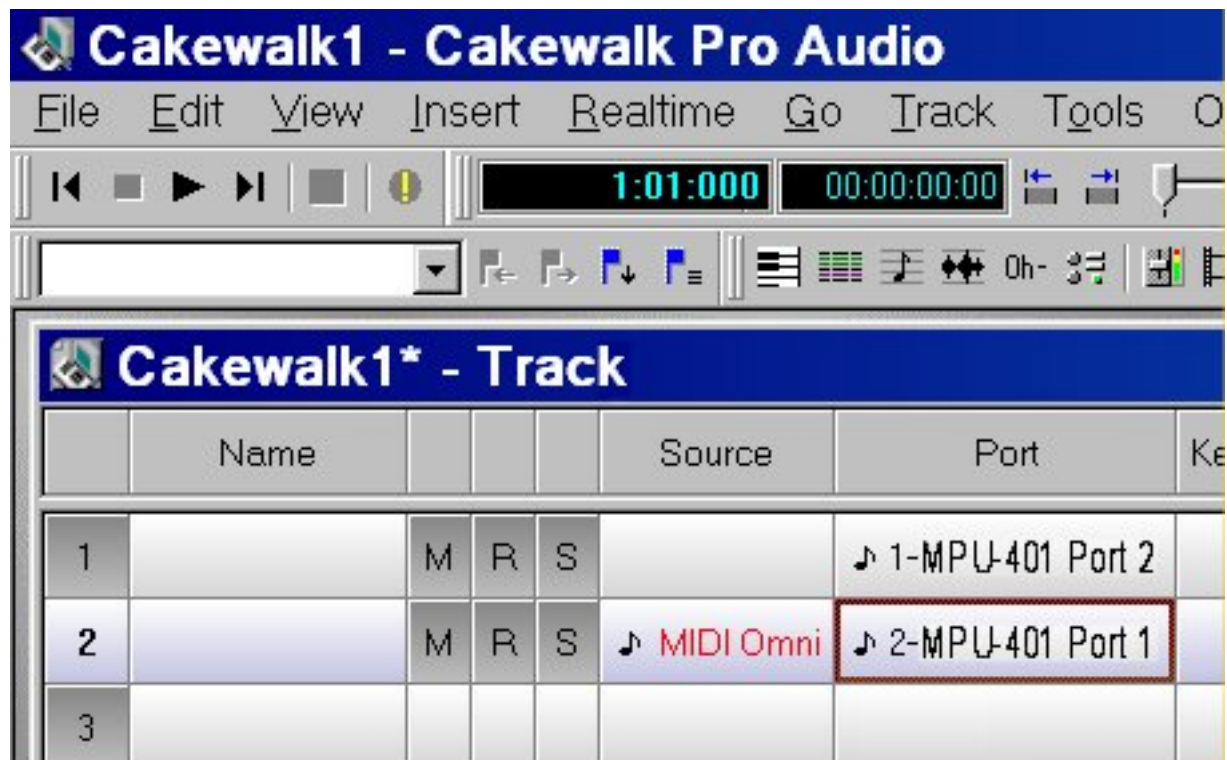 Cakewalk1 - Cakewalk Pro Audio
File Edit View Insert Realtime Go Track Tools O
1:01:000 00:00:00:00
0h-
Cakewalk1* - Track
Name Source Port Ke
1 M R S 1-MPU-401 Port 2
2 M R S MIDI Omni 2-MPU-401 Port 1
3